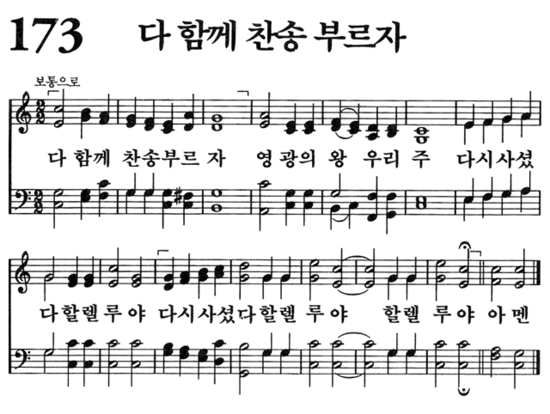 173 다 함께 찬송 부르자
보통으로
다 함께 찬송부르 자 영광의 왕 우리 주 다시사셨
다할렐 루 야 다시사셨다할렐 루야 할렐 루야 아멘